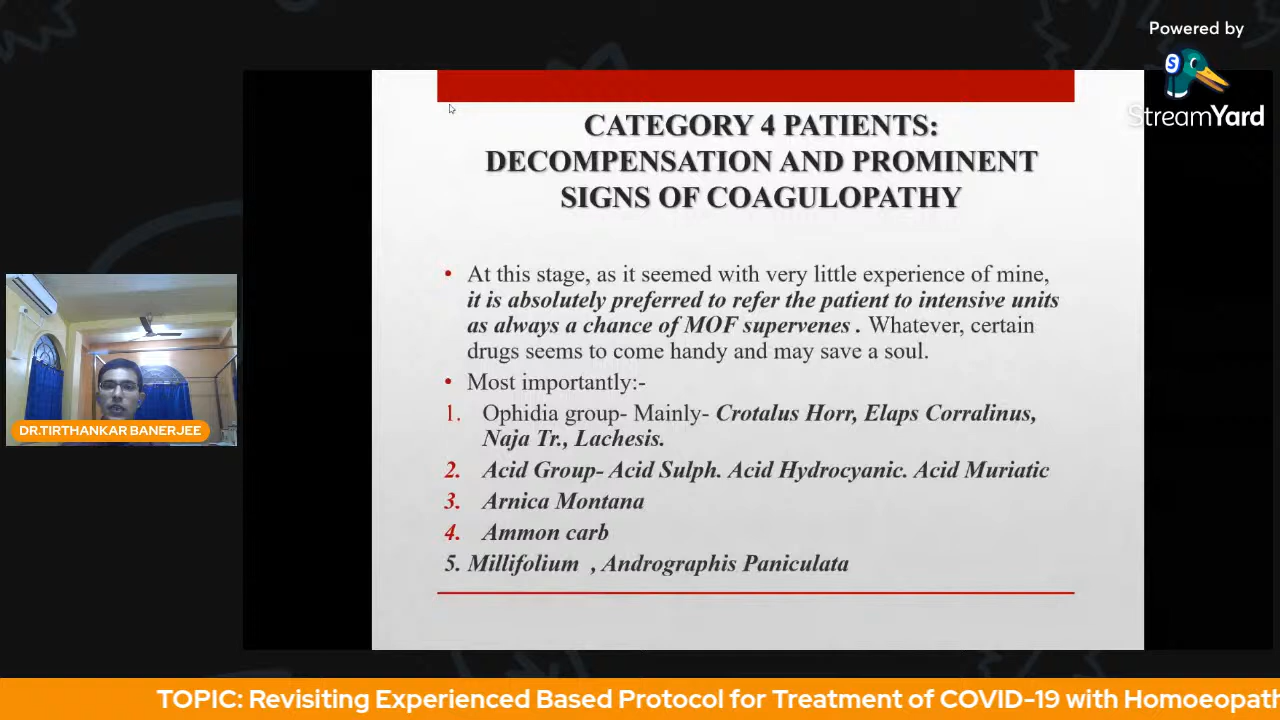 Powered by
S
StreamYard
CATEGORY 4 PATIENTS:
DECOMPENSATION AND PROMINENT
SIGNS OF COAGULOPATHY
• At this stage, as it seemed with very little experience of mine,
it is absolutely preferred to refer the patient to intensive units
as always a chance of MOF supervenes . Whatever, certain
drugs seems to come handy and may save a soul.
• Most importantly:-
1. Ophidia group- Mainly- Crotalus Horr, Elaps Corralinus,
Naja Tr., Lachesis.
2. Acid Group- Acid Sulph. Acid Hydrocyanic. Acid Muriatic
3. Arnica Montana
4. Ammon carb
5. Millifolium , Andrographis Paniculata
DR.TIRTHANKAR BANERJEE
TOPIC: Revisiting Experienced Based Protocol for Treatment of COVID-19 with Homoeopath